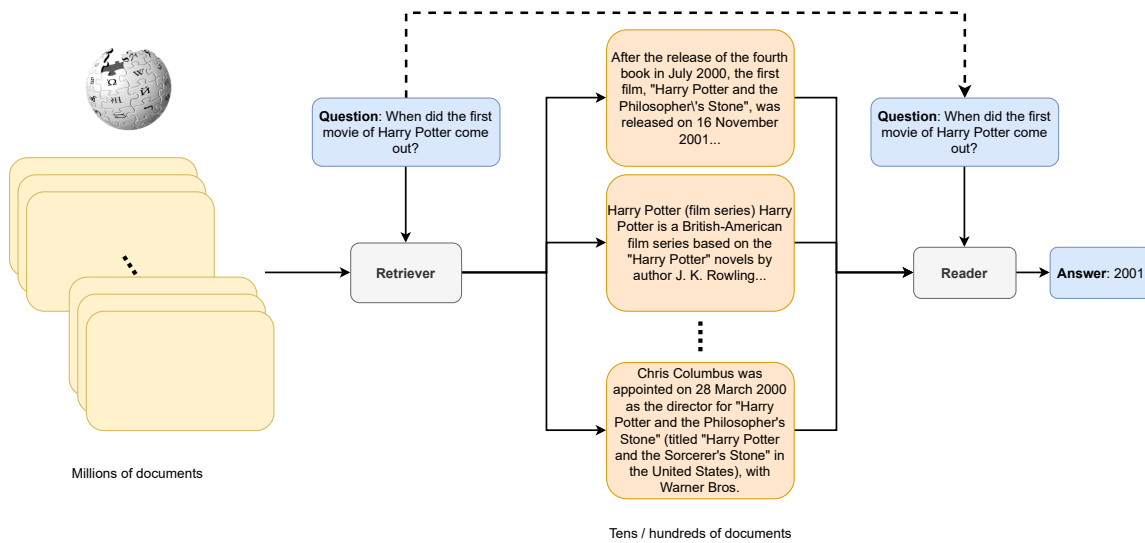 Question: When did the first
movie of Harry Potter come
out?
After the release of the fourth
book in July 2000, the first
film, "Harry Potter and the
Philosopher\'s Stone", was
released on 16 November
2001...
Question: When did the first
movie of Harry Potter come
out?
Harry Potter (film series) Harry
Potter is a British-American
film series based on the
"Harry Potter" novels by
author J. K. Rowling...
Retriever
Reader
Answer: 2001
Chris Columbus was
appointed on 28 March 2000
as the director for "Harry
Potter and the Philosopher's
Stone" (titled "Harry Potter
and the Sorcerer's Stone" in
the United States), with
Warner Bros.
Millions of documents
Tens / hundreds of documents